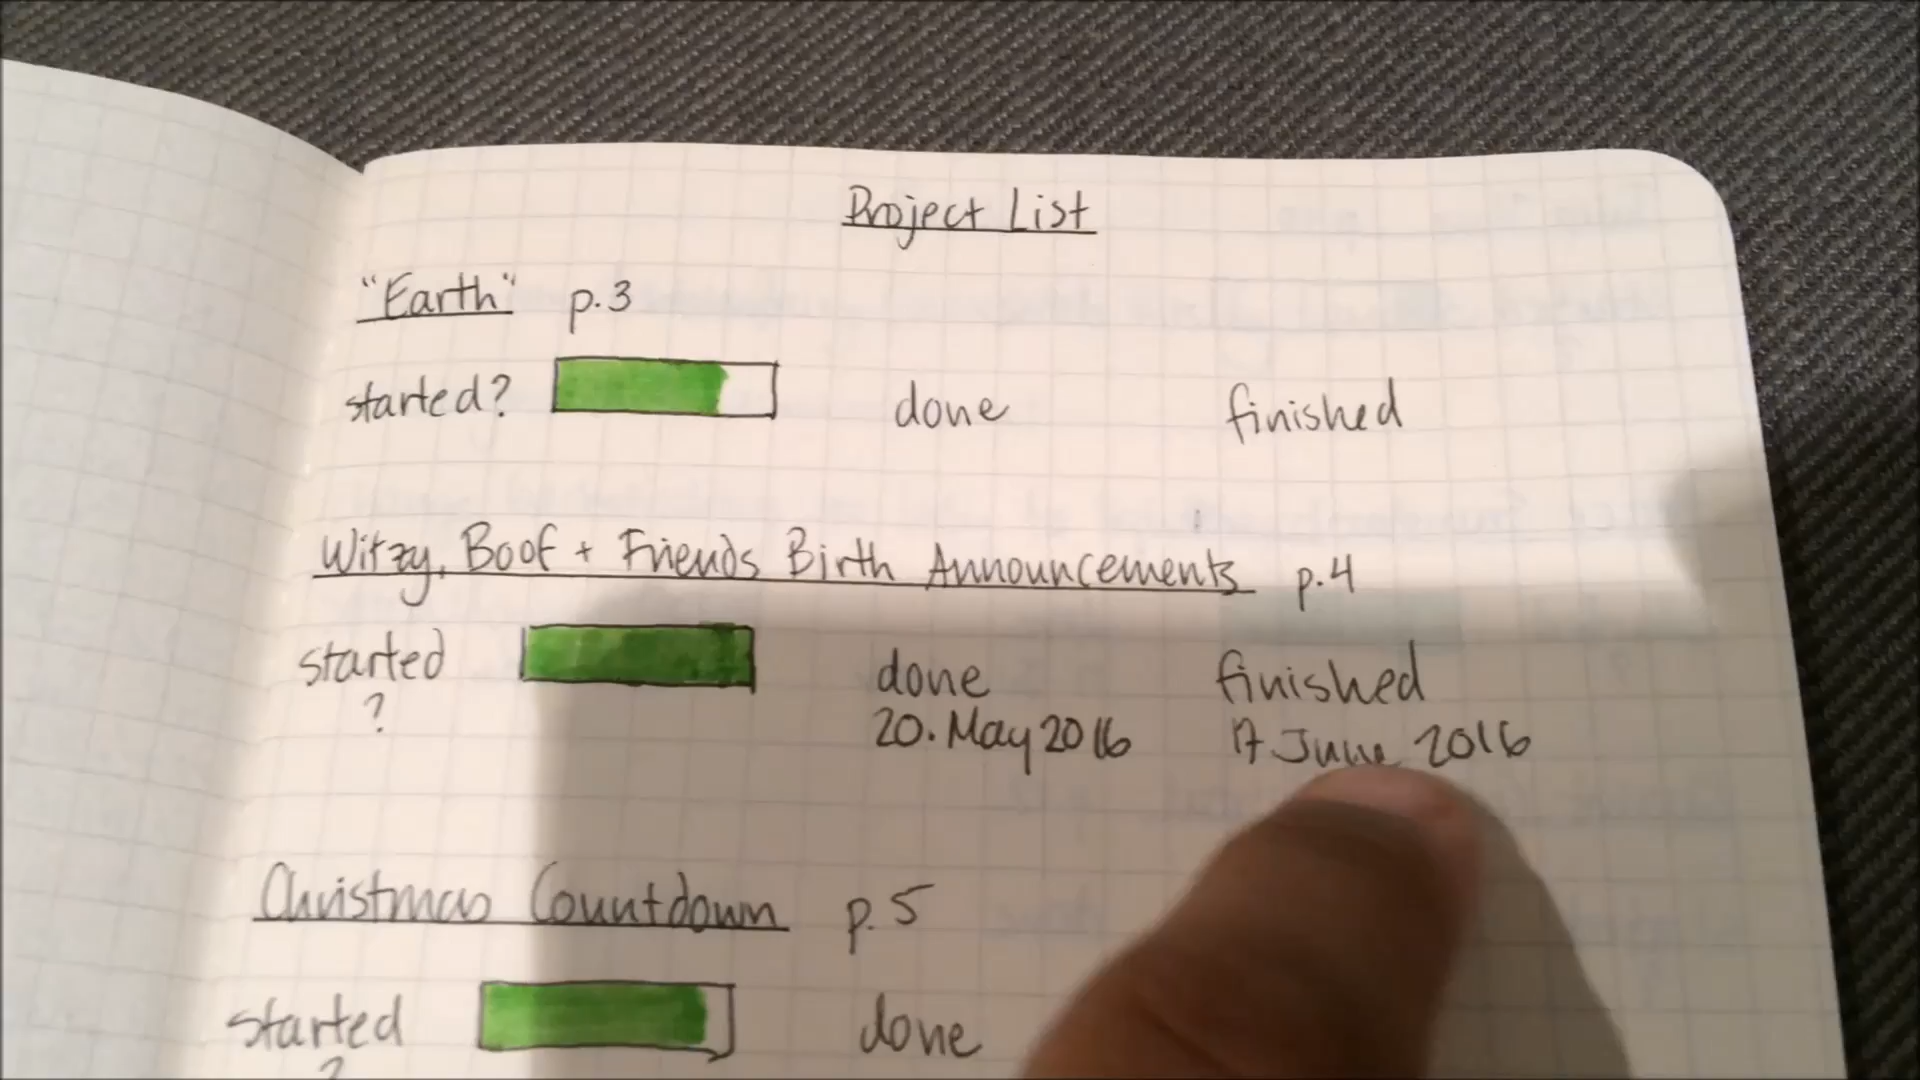 Project List
"Earth" p.3
started? done finished
Witzy, Boof + Friends Birth Announcements p.4
started done finished
? 20. May 2016 17 June 2016
Christmas Countdown p.5
started done
?